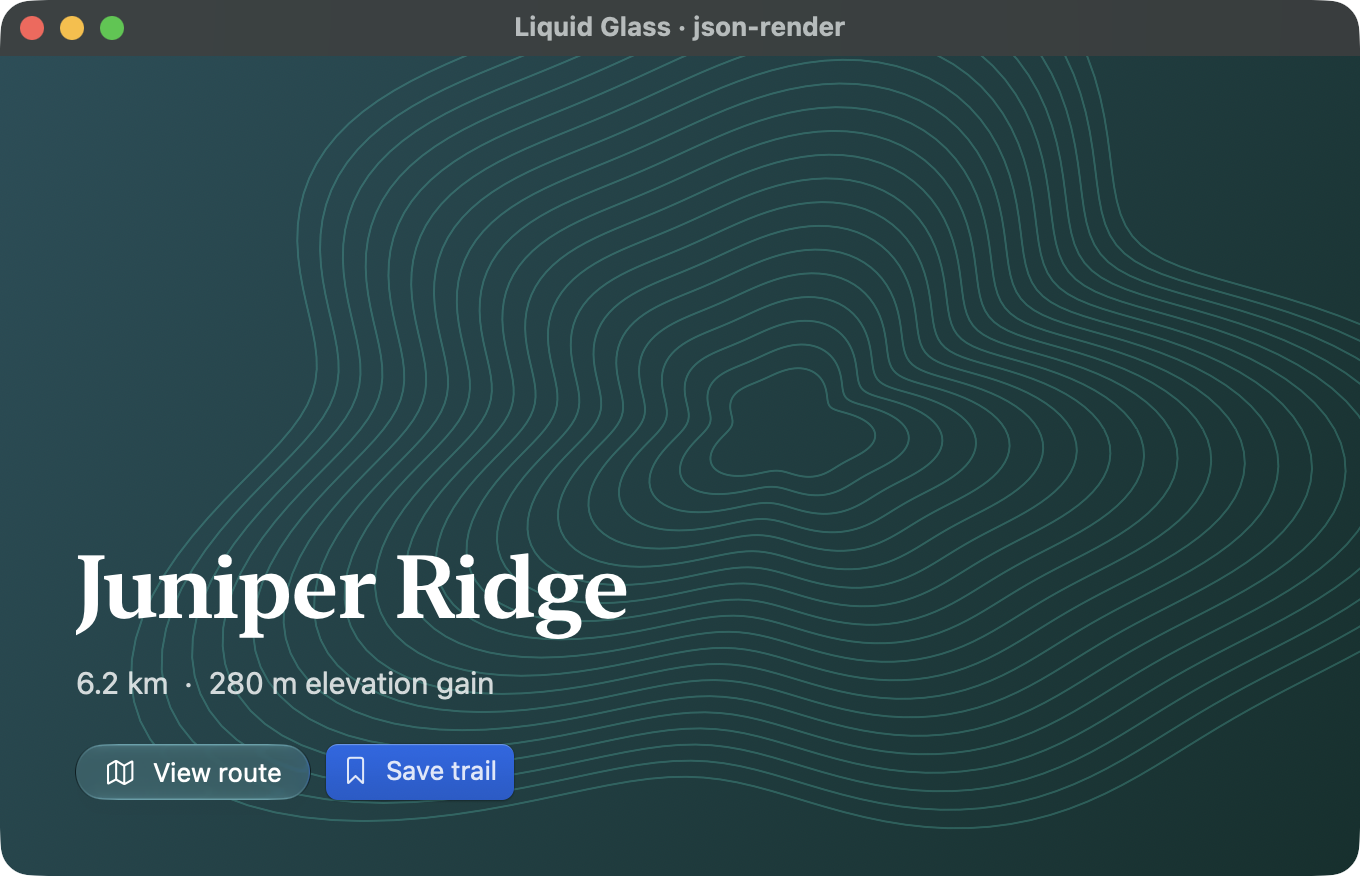 Liquid Glass · json-render
Juniper Ridge
6.2 km · 280 m elevation gain
View route
Save trail